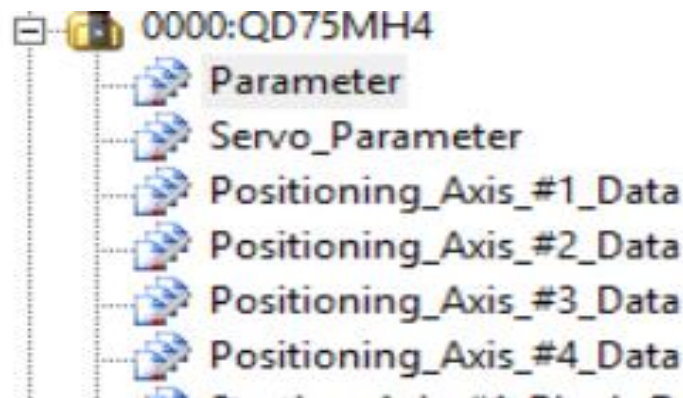 0000:QD75MH4
Parameter
Servo_Parameter
Positioning_Axis_#1_Data
Positioning_Axis_#2_Data
Positioning_Axis_#3_Data
Positioning_Axis_#4_Data